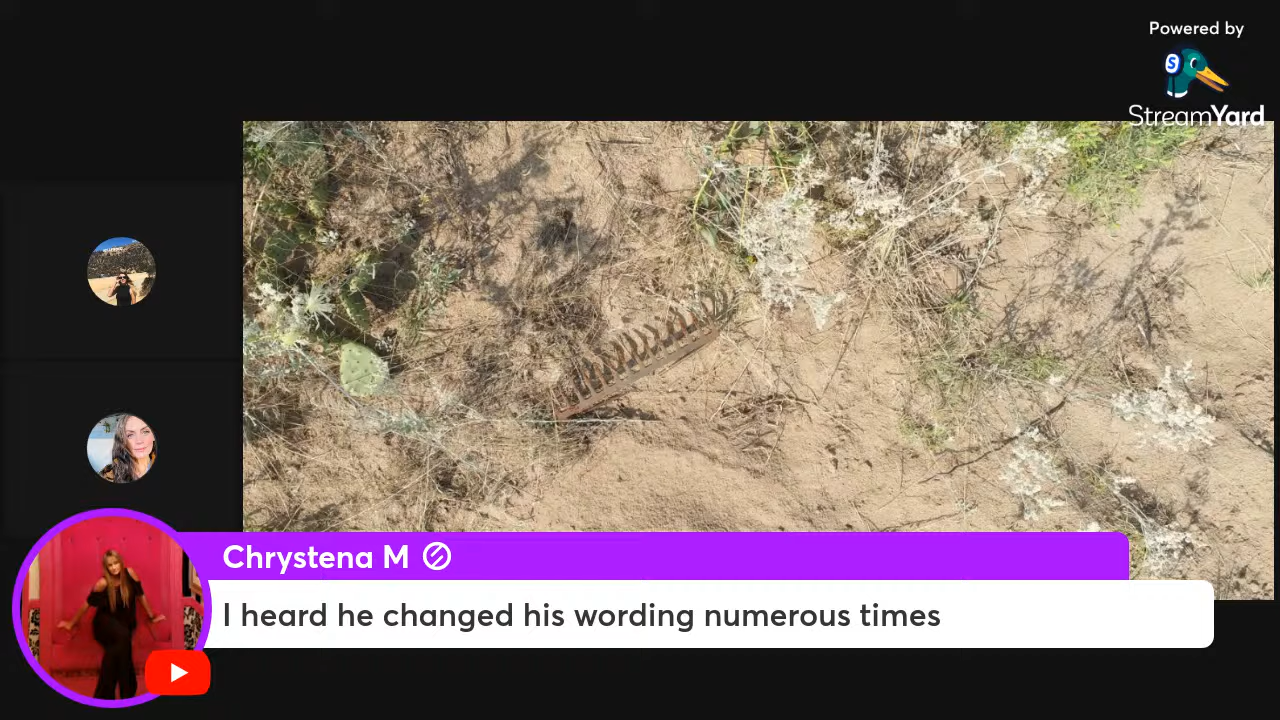 Powered by
StreamYard
Chrystena M
I heard he changed his wording numerous times